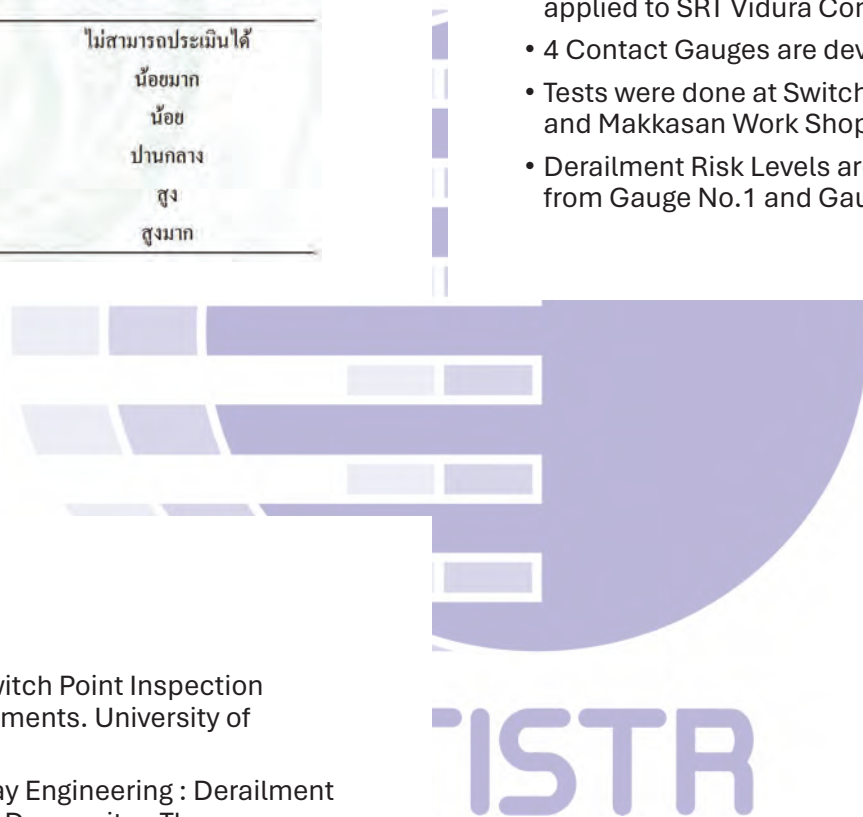 ไม่สามารถประเมินได้
น้อยมาก
น้อย
ปานกลาง
สูง
สูงมาก
applied to SRT Vidura Con
• 4 Contact Gauges are dev
• Tests were done at Switch
and Makkasan Work Shop
• Derailment Risk Levels ar
from Gauge No.1 and Gau
witch Point Inspection
ments. University of
ay Engineering : Derailment
TISTR